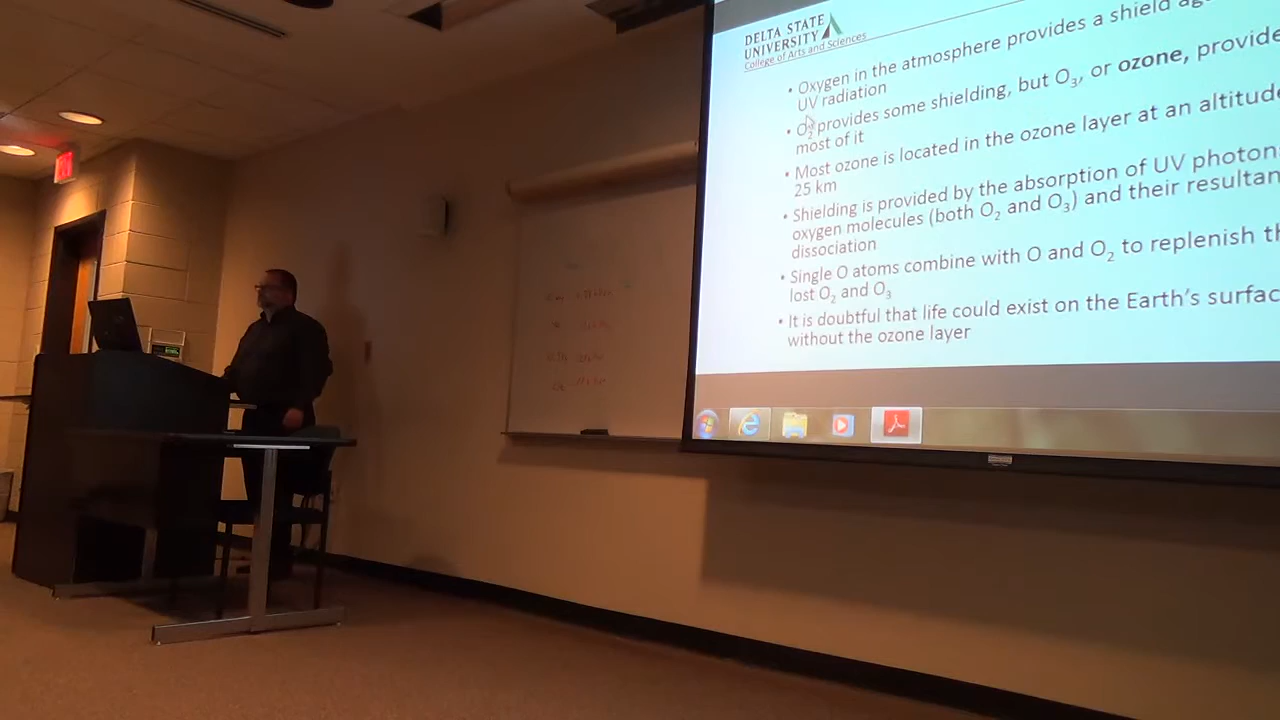 DELTA STATE
UNIVERSITY
College of Arts and Sciences
• Oxygen in the atmosphere provides a shield
UV radiation
• O₂ provides some shielding, but O₃, or ozone, provide
most of it
• Most ozone is located in the ozone layer at an altitude
25 km
• Shielding is provided by the absorption of UV photon
oxygen molecules (both O₂ and O₃) and their resultan
dissociation
• Single O atoms combine with O and O₂ to replenish th
lost O₂ and O₃
• It is doubtful that life could exist on the Earth's surfac
without the ozone layer